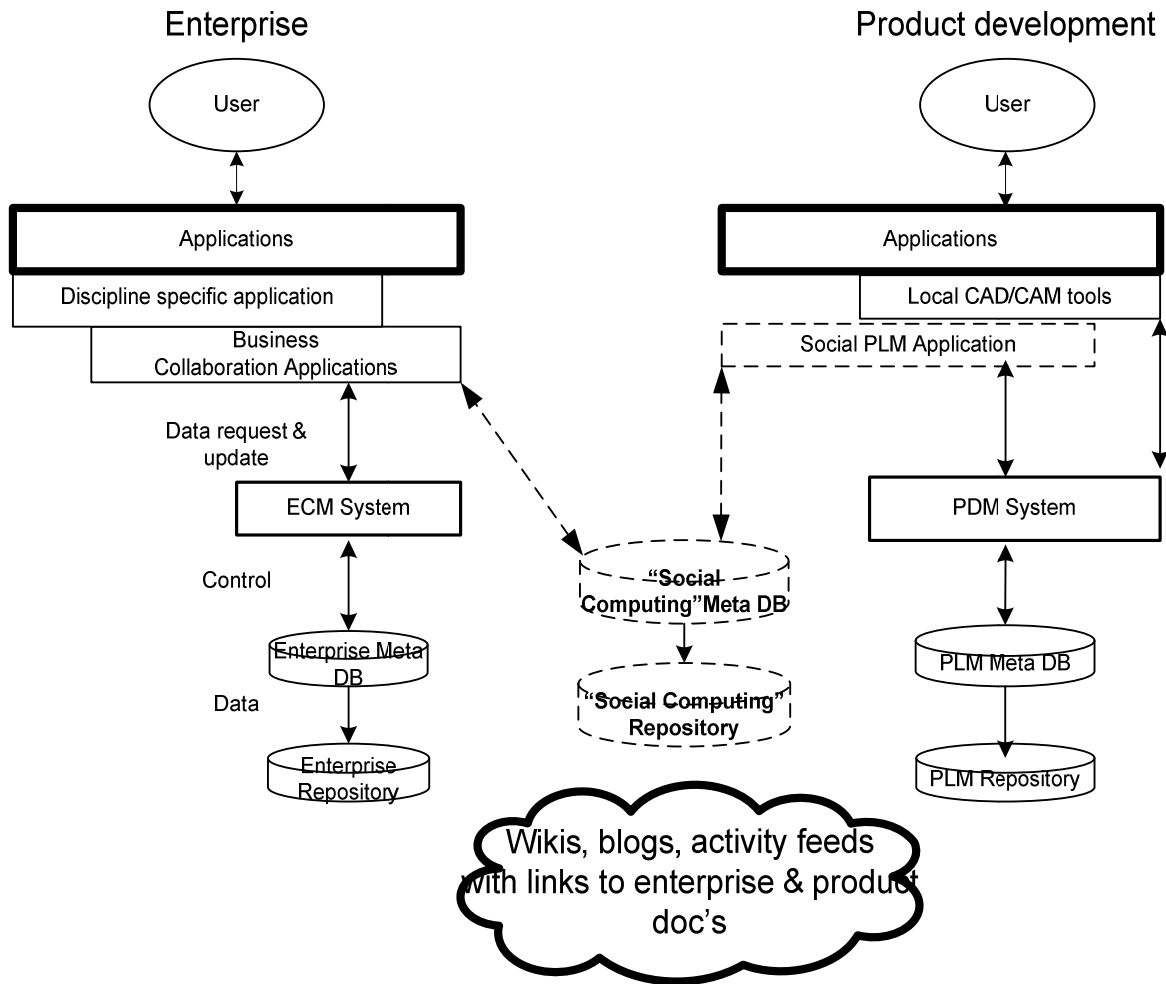 Enterprise
Product development
User
User
Applications
Applications
Discipline specific application
Local CAD/CAM tools
Business
Collaboration Applications
Social PLM Application
Data request &
update
ECM System
PDM System
Control
“Social
Computing”Meta DB
Enterprise Meta
DB
PLM Meta DB
Data
“Social Computing”
Repository
Enterprise
Repository
PLM Repository
Wikis, blogs, activity feeds
with links to enterprise & product
doc’s